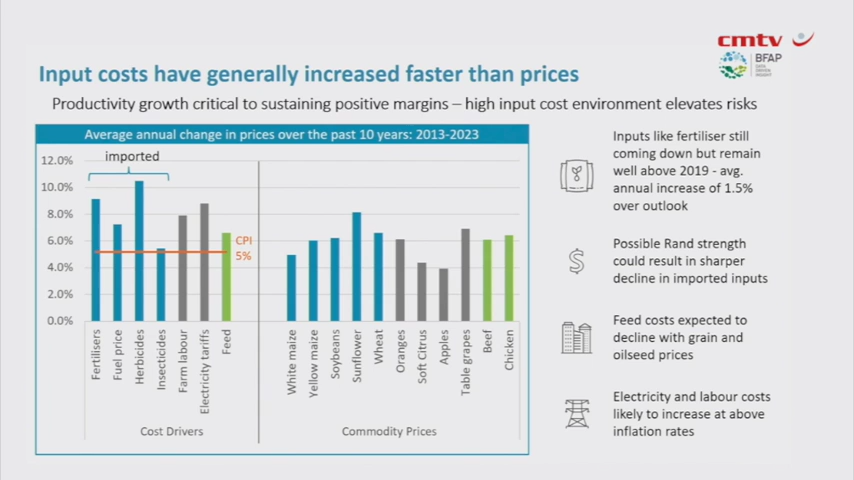 cmtv
BFAP
DATA
DRIVEN
INSIGHT
Input costs have generally increased faster than prices
Productivity growth critical to sustaining positive margins – high input cost environment elevates risks
Average annual change in prices over the past 10 years: 2013-2023
imported
12.0%
10.0%
8.0%
6.0%
4.0%
2.0%
0.0%
CPI
5%
Fertilisers
Fuel price
Herbicides
Insecticides
Farm labour
Electricity tariffs
Feed
White maize
Yellow maize
Soybeans
Sunflower
Wheat
Oranges
Soft Citrus
Apples
Table grapes
Beef
Chicken
Cost Drivers
Commodity Prices
Inputs like fertiliser still
coming down but remain
well above 2019 - avg.
annual increase of 1.5%
over outlook
Possible Rand strength
could result in sharper
decline in imported inputs
Feed costs expected to
decline with grain and
oilseed prices
Electricity and labour costs
likely to increase at above
inflation rates